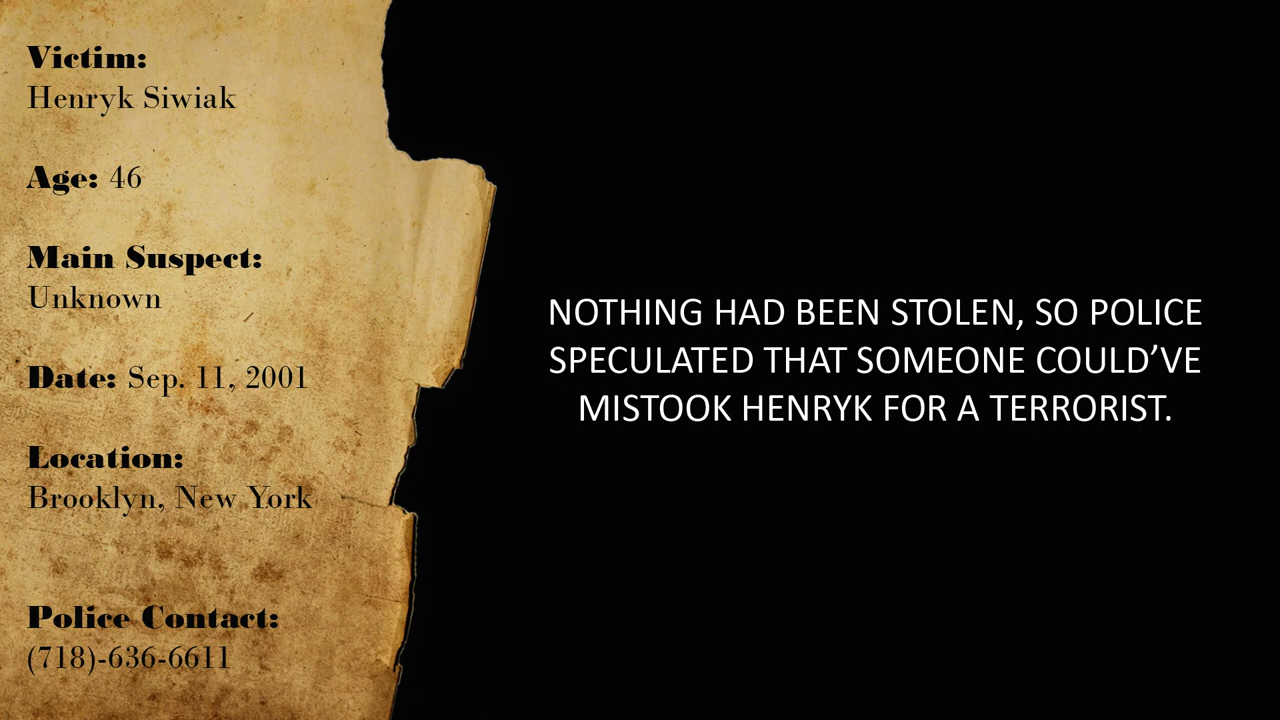 Victim:
Henryk Siwiak
Age: 46
Main Suspect:
Unknown
Date: Sep. 11, 2001
Location:
Brooklyn, New York
Police Contact:
(718)-636-6611
NOTHING HAD BEEN STOLEN, SO POLICE
SPECULATED THAT SOMEONE COULD’VE
MISTOOK HENRYK FOR A TERRORIST.